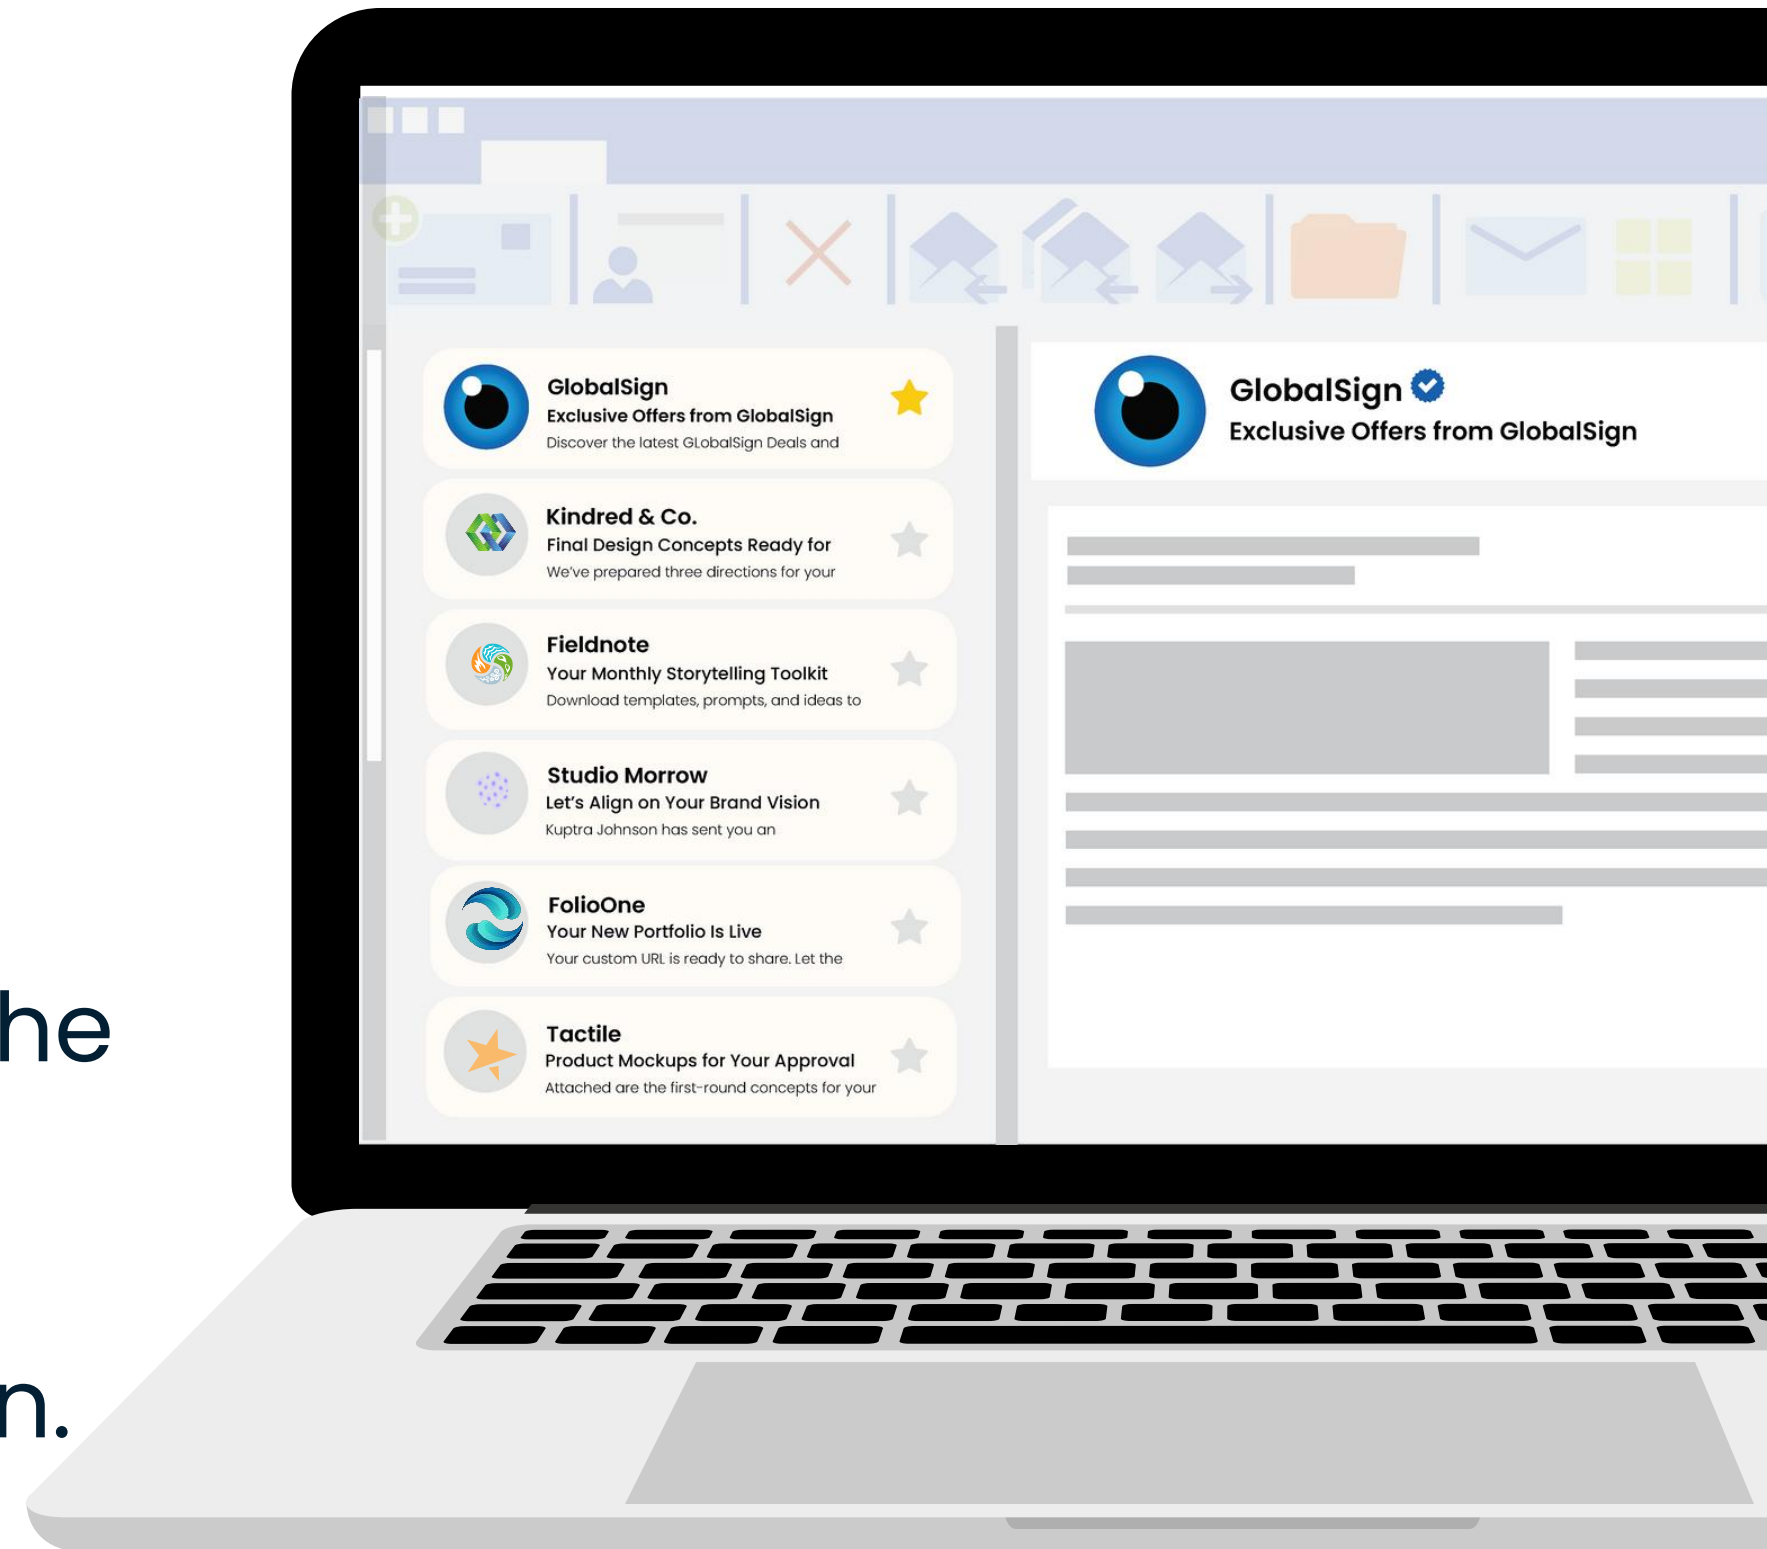 GlobalSign
Exclusive Offers from GlobalSign
Discover the latest GLobalSign Deals and
Kindred & Co.
Final Design Concepts Ready for
We've prepared three directions for your
Fieldnote
Your Monthly Storytelling Toolkit
Download templates, prompts, and ideas to
Studio Morrow
Let's Align on Your Brand Vision
Kuptra Johnson has sent you an
FolioOne
Your New Portfolio Is Live
Your custom URL is ready to share. Let the
Tactile
Product Mockups for Your Approval
Attached are the first-round concepts for your
GlobalSign
Exclusive Offers from GlobalSign